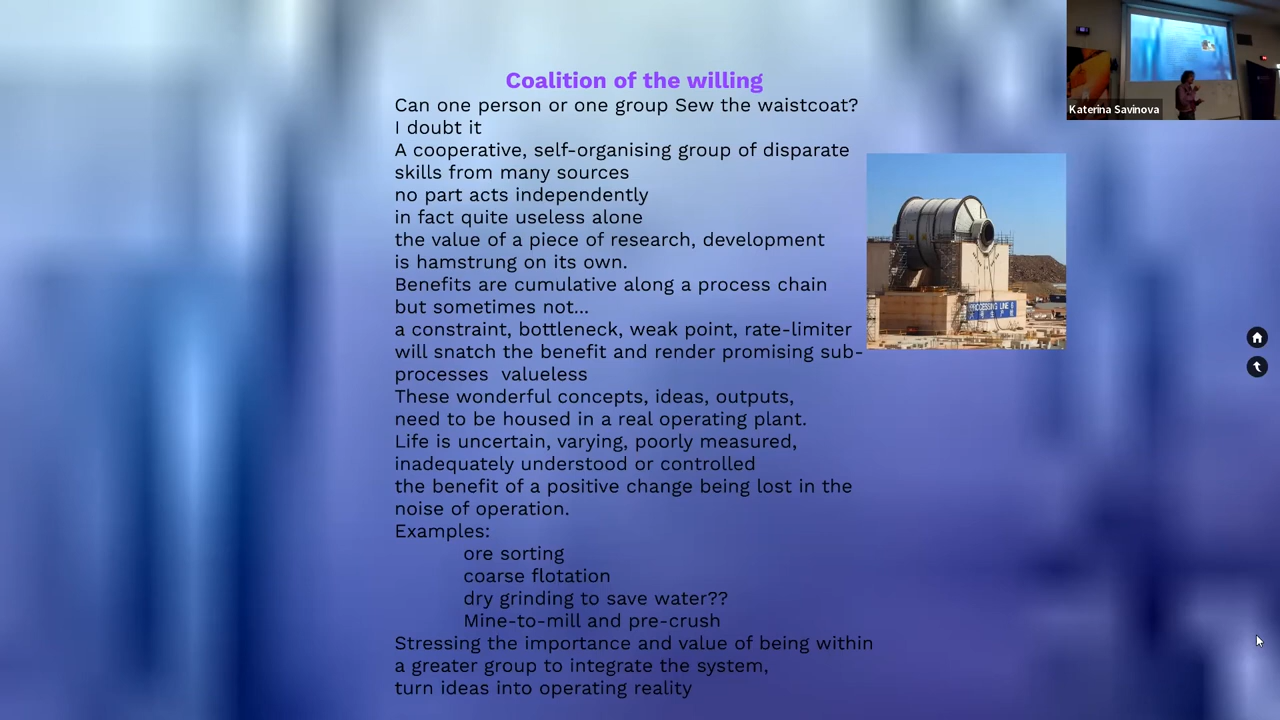 Coalition of the willing
Can one person or one group Sew the waistcoat?
I doubt it
A cooperative, self-organising group of disparate
skills from many sources
no part acts independently
in fact quite useless alone
the value of a piece of research, development
is hamstrung on its own.
Benefits are cumulative along a process chain
but sometimes not...
a constraint, bottleneck, weak point, rate-limiter
will snatch the benefit and render promising sub-
processes valueless
These wonderful concepts, ideas, outputs,
need to be housed in a real operating plant.
Life is uncertain, varying, poorly measured,
inadequately understood or controlled
the benefit of a positive change being lost in the
noise of operation.
Examples:
ore sorting
coarse flotation
dry grinding to save water??
Mine-to-mill and pre-crush
Stressing the importance and value of being within
a greater group to integrate the system,
turn ideas into operating reality
PROCESSING LINE
Katerina Savinova